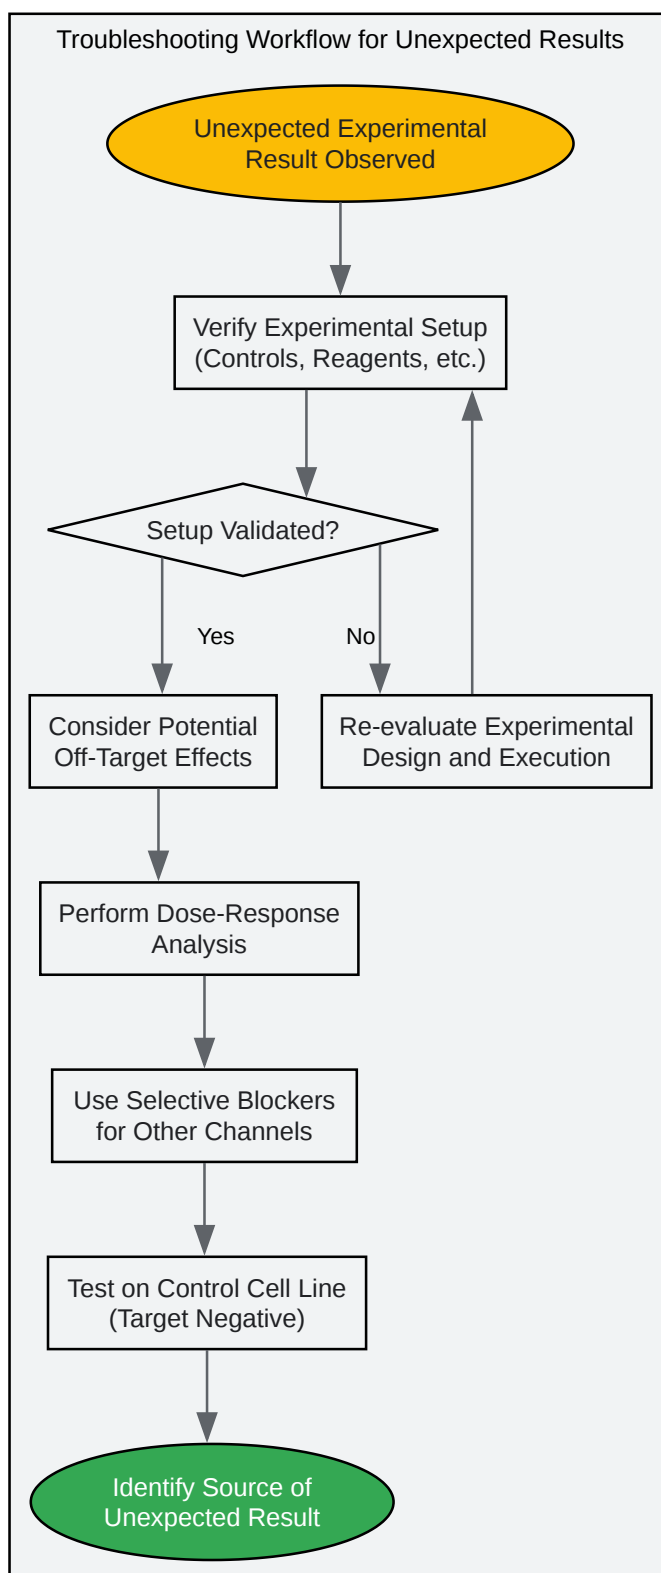 Troubleshooting Workflow for Unexpected Results
Unexpected Experimental
Result Observed
Verify Experimental Setup
(Controls, Reagents, etc.)
Setup Validated?
Yes
No
Consider Potential
Off-Target Effects
Re-evaluate Experimental
Design and Execution
Perform Dose-Response
Analysis
Use Selective Blockers
for Other Channels
Test on Control Cell Line
(Target Negative)
Identify Source of
Unexpected Result